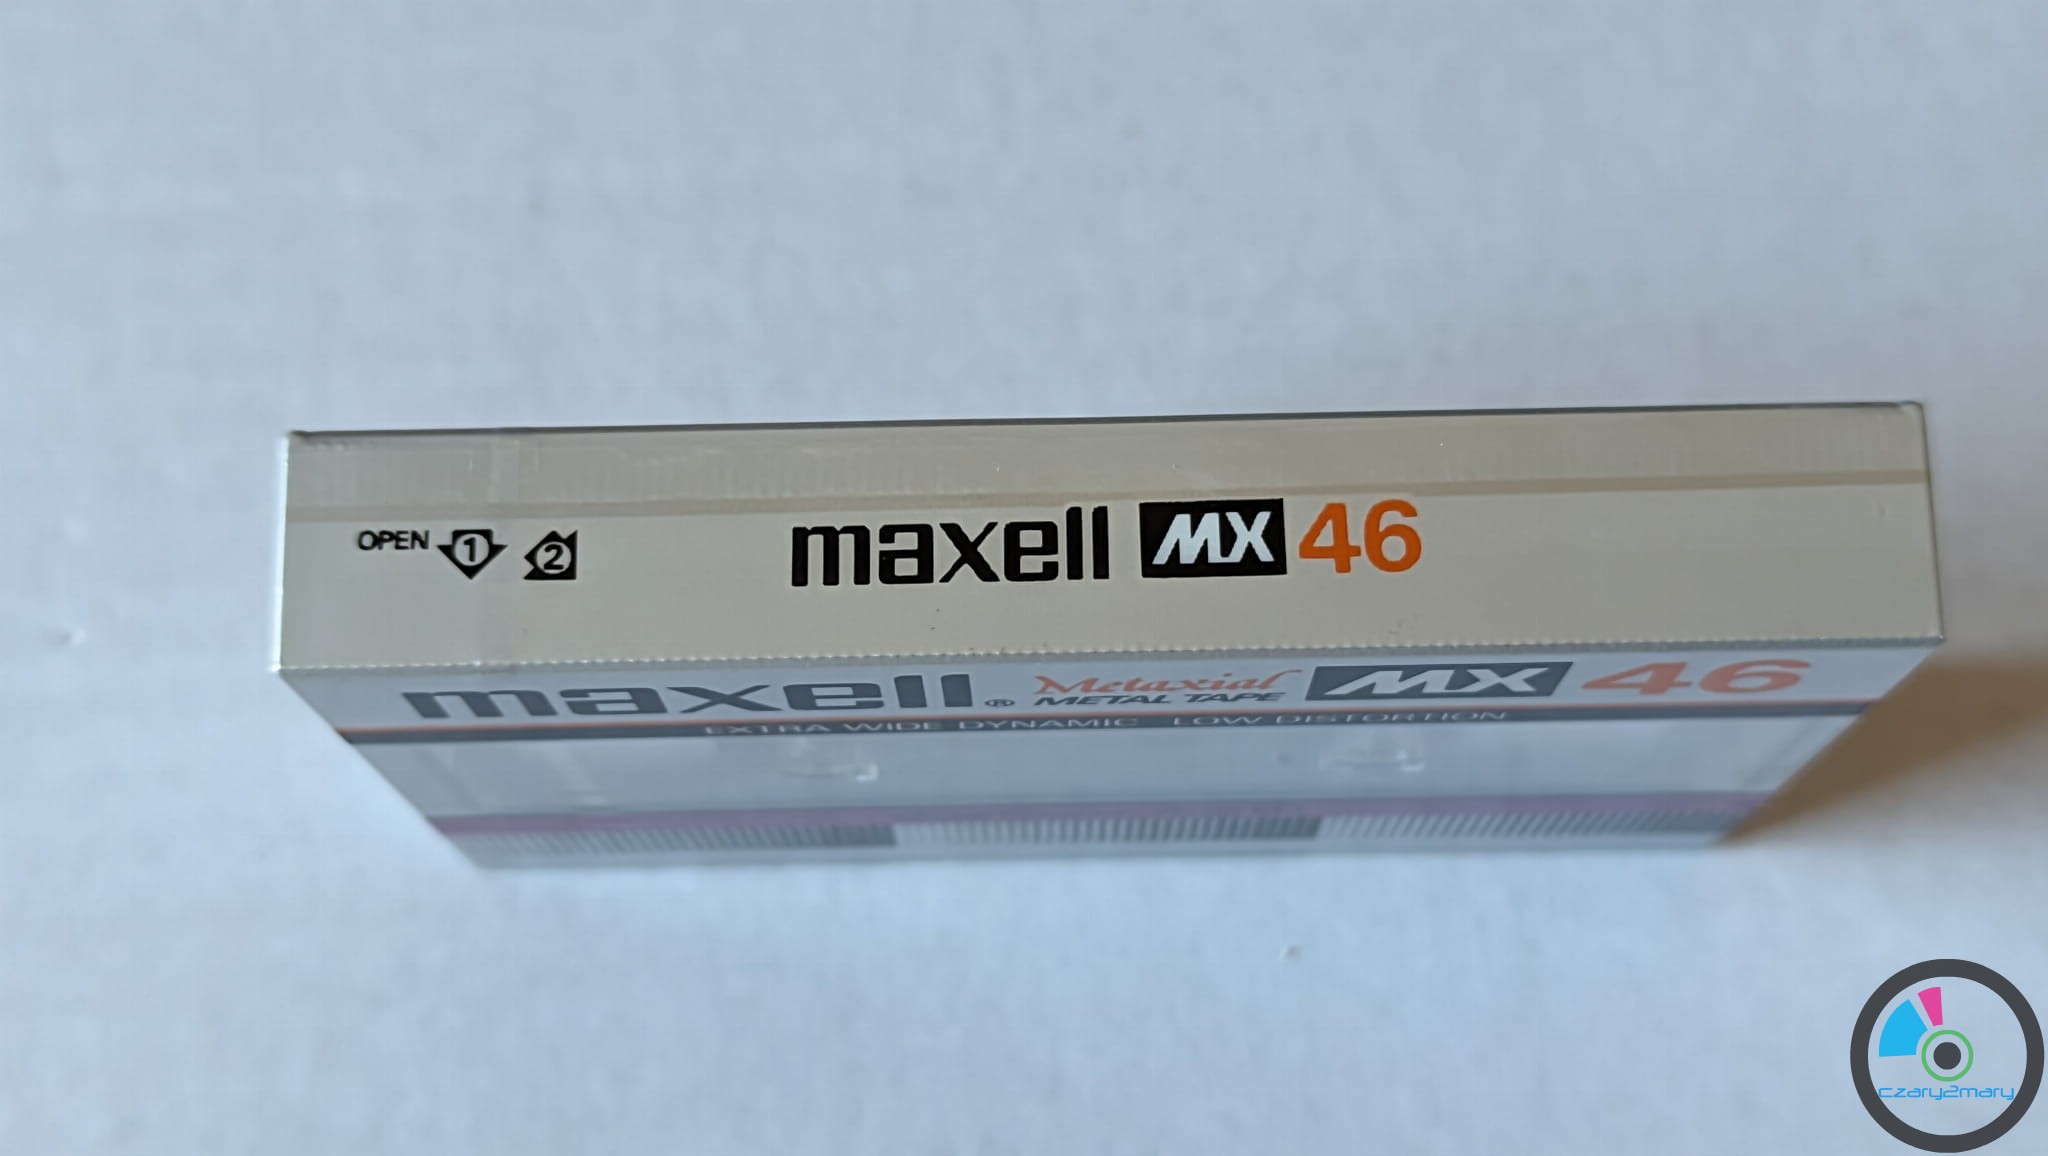 OPEN 1 2
maxell MX 46
maxell® Metaxial MX 46
METAL TAPE
EXTRA WIDE DYNAMIC LOW DISTORTION
czary2mary